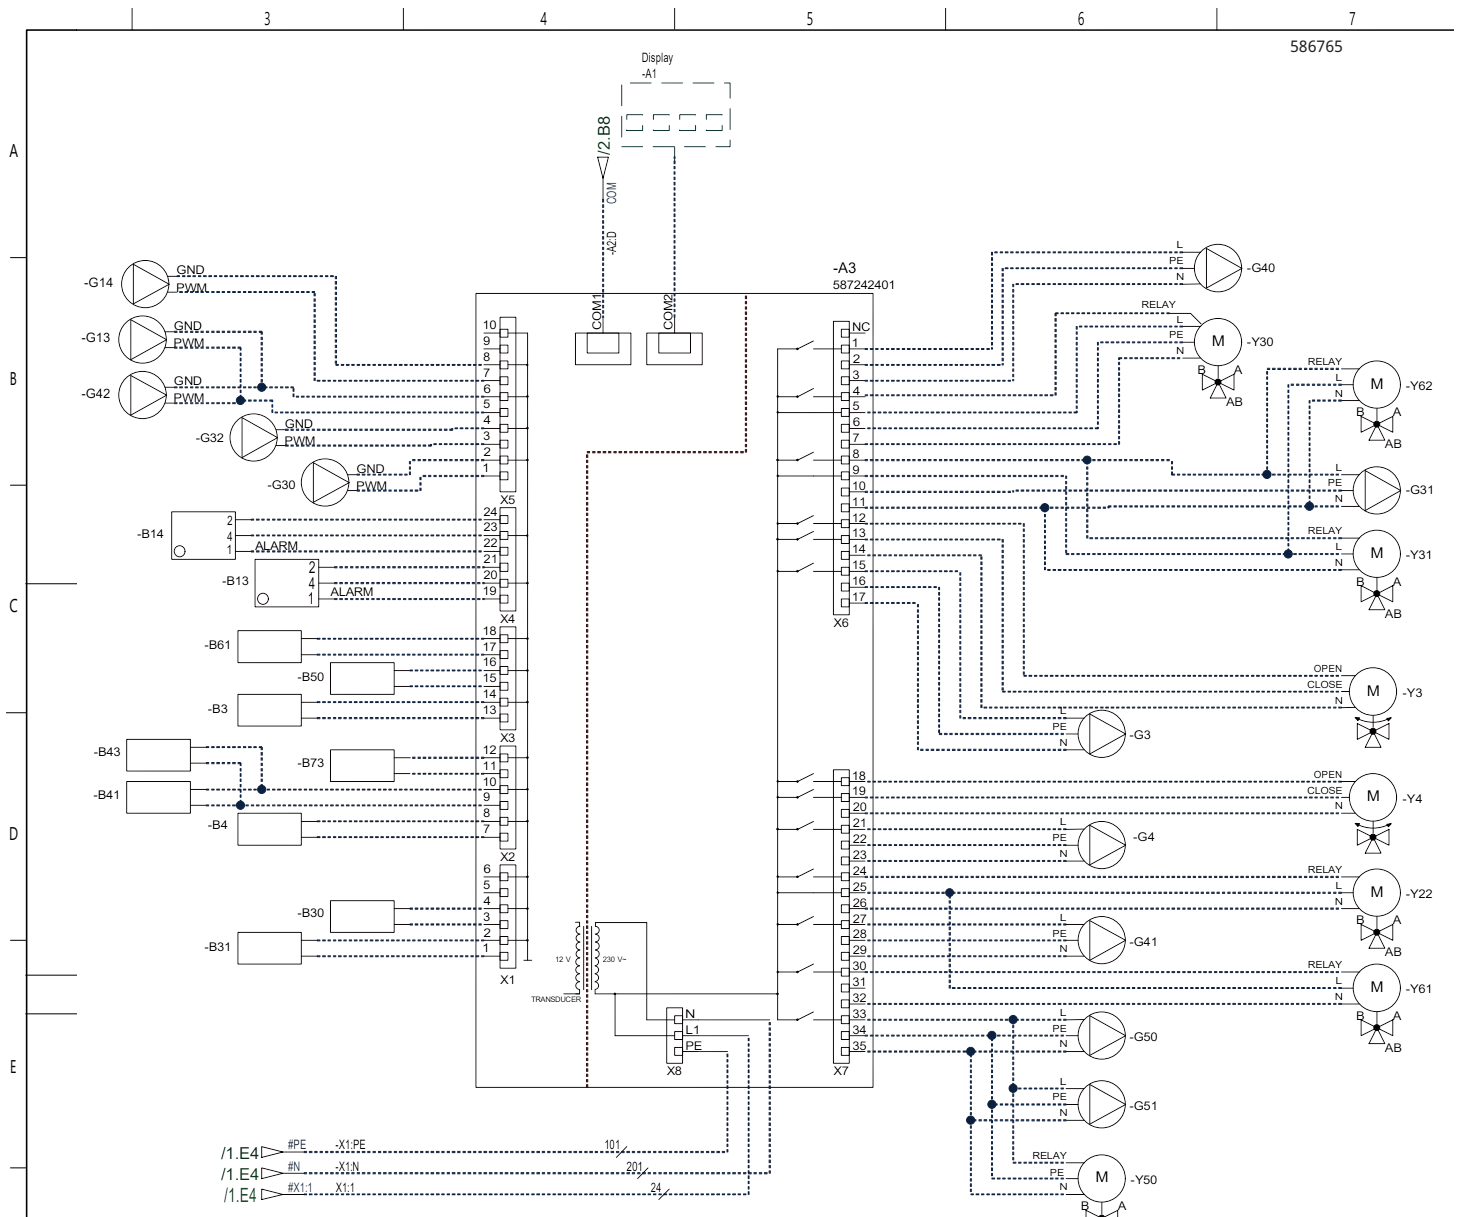 3 4 5 6 7
586765
Display
-A1
A
/2.B8
COM
-A2:D
-A3
587242401
COM1
COM2
B
-G14
GND
PWM
-G13
GND
PWM
-G42
GND
PWM
-G32
GND
PWM
-G30
GND
PWM
10
9
8
7
6
5
4
3
2
1
X5
-B14
2
4
1
ALARM
-B13
2
4
1
ALARM
24
23
22
21
20
19
X4
C
-B61
-B50
-B3
18
17
16
15
14
13
X3
-B43
-B73
-B41
-B4
12
11
10
9
8
7
X2
D
-B30
-B31
6
5
4
3
2
1
X1
12 V
230 V~
TRANSDUCER
N
L1
PE
X8
E
NC
1
2
3
4
5
6
7
8
9
10
11
12
13
14
15
16
17
X6
18
19
20
21
22
23
24
25
26
27
28
29
30
31
32
33
34
35
X7
L
PE
N
-G40
RELAY
L
PE
N
M
-Y30
B A
AB
RELAY
L
N
M
-Y62
B A
AB
L
PE
N
-G31
RELAY
L
N
M
-Y31
B A
AB
OPEN
CLOSE
N
M
-Y3
L
PE
N
-G3
OPEN
CLOSE
N
M
-Y4
L
PE
N
-G4
RELAY
L
N
M
-Y22
B A
AB
L
PE
N
-G41
RELAY
L
N
M
-Y61
B A
AB
L
PE
N
-G50
L
PE
N
-G51
RELAY
PE
N
M
-Y50
B A
/1.E4 #PE -X1:PE 101
/1.E4 #N -X1:N 201
/1.E4 #X1:1 X1:1 24